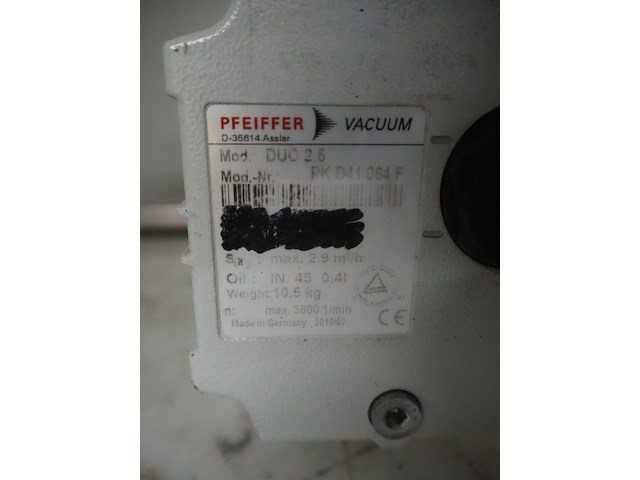 PFEIFFER VACUUM
D-35614 Asslar
Mod.: DUO 2.5
Mod.-Nr.: PK D41 084 F
max. 2.9 m³/h
Oil: IN. 45 0.4l
Weight: 10,5 kg
n: max. 3600 1/min
Made in Germany 2010/07
CE